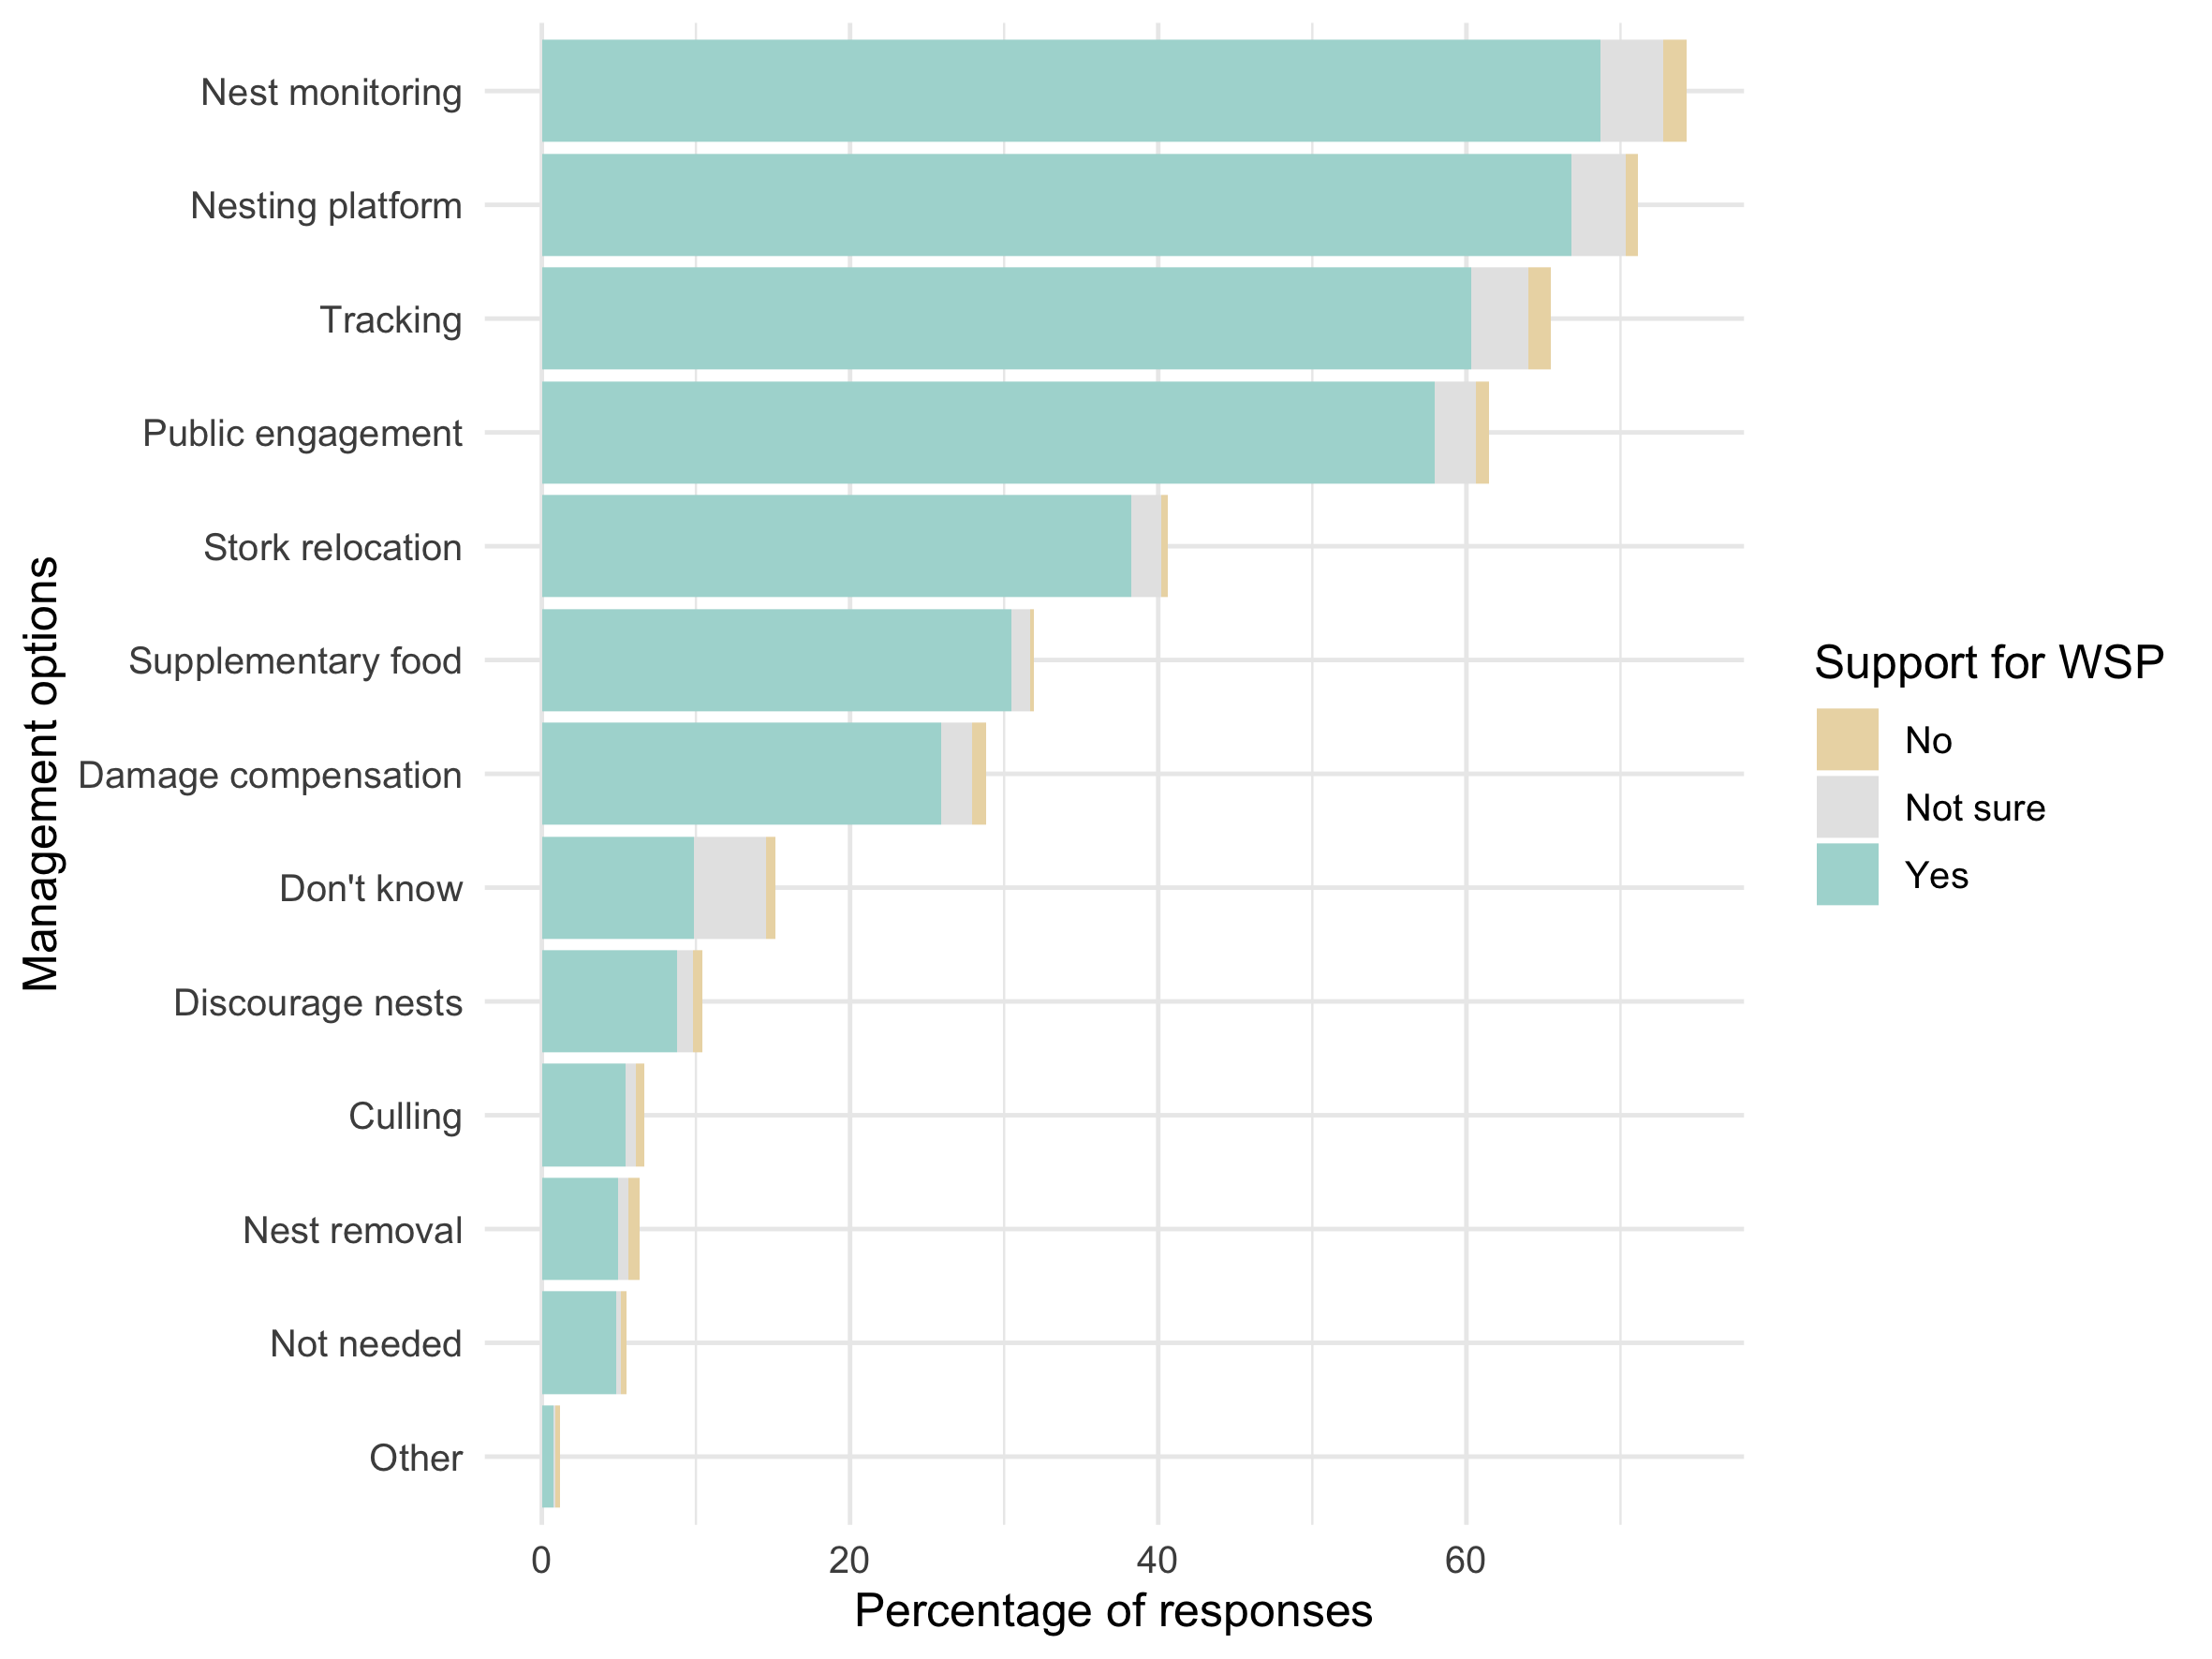 Management options
Nest monitoring
Nesting platform
Tracking
Public engagement
Stork relocation
Supplementary food
Damage compensation
Don't know
Discourage nests
Culling
Nest removal
Not needed
Other
0 20 40 60
Percentage of responses
Support for WSP
No
Not sure
Yes